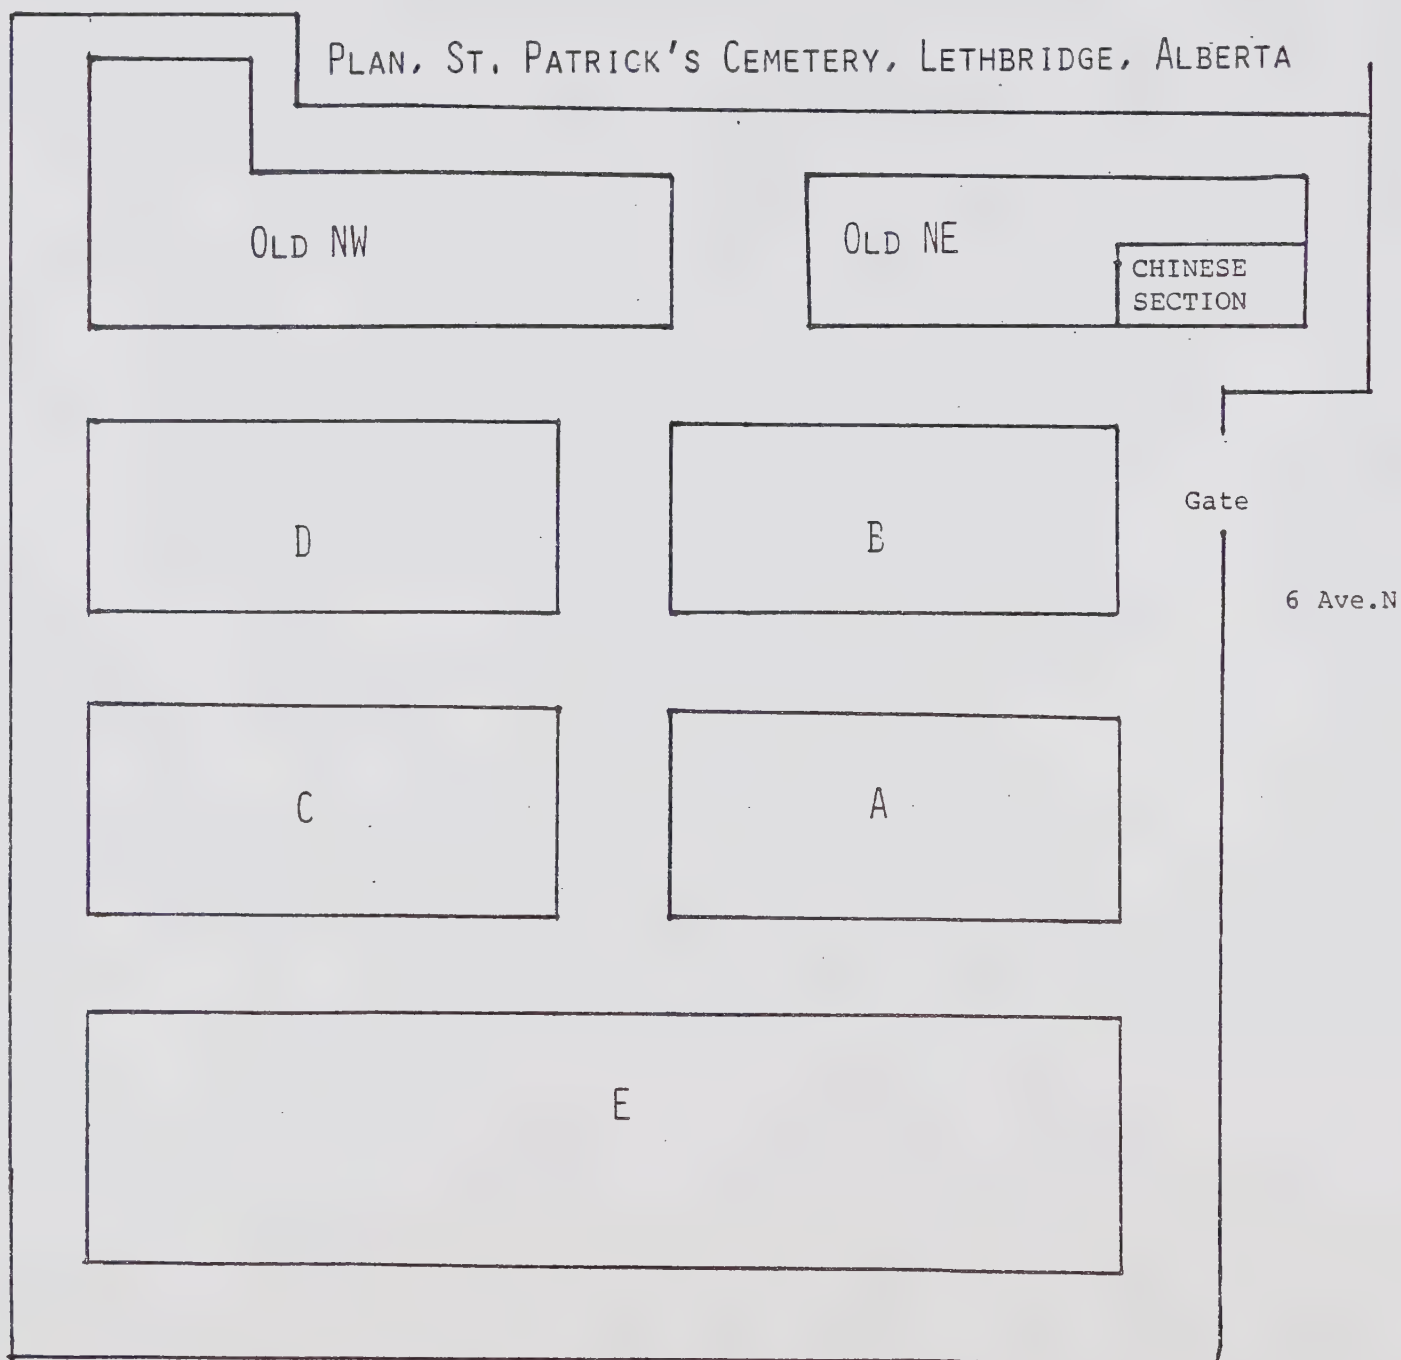 PLAN, ST. PATRICK'S CEMETERY, LETHBRIDGE, ALBERTA
OLD NW
OLD NE
CHINESE
SECTION
D
B
Gate
6 Ave.N
C
A
E